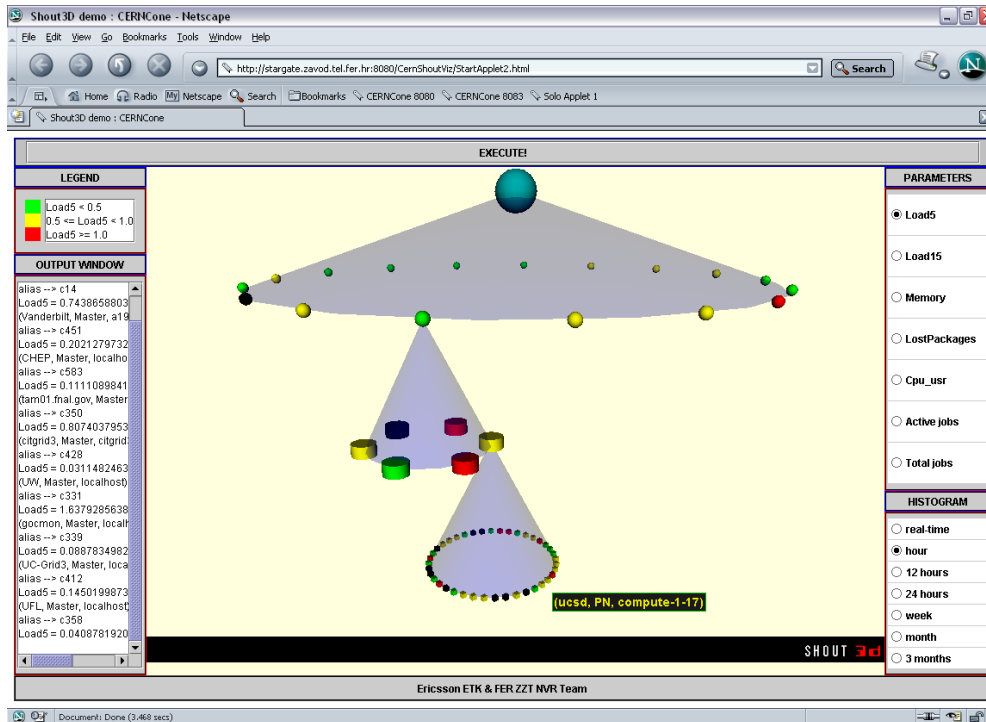 Shout3D demo : CERNCone - Netscape
File Edit View Go Bookmarks Tools Window Help
http://stargate.zavod.tel.fer.hr:8080/CernShoutViz/StartApplet2.html
Search
Home Radio My Netscape Search Bookmarks CERNCone 8080 CERNCone 8083 Solo Applet 1
Shout3D demo : CERNCone
EXECUTE!
LEGEND
Load5 < 0.5
0.5 <= Load5 < 1.0
Load5 >= 1.0
OUTPUT WINDOW
alias --> c14
Load5 = 0.7438658803
(Vanderbilt, Master, a19
alias --> c451
Load5 = 0.2021279732
(CHEP, Master, localho
alias --> c583
Load5 = 0.1111089841
(tam01.fnal.gov, Master
alias --> c350
Load5 = 0.8074037953
(citgrid3, Master, citgrid
alias --> c428
Load5 = 0.0311482463
(UW, Master, localhost)
alias --> c331
Load5 = 1.6379285638
(gocmon, Master, localh
alias --> c339
Load5 = 0.0887834982
(UC-Grid3, Master, loca
alias --> c412
Load5 = 0.1450199873
(UFL, Master, localhost)
alias --> c358
Load5 = 0.0408781920
(ucsd, PN, compute-1-17)
SHOUT 3d
PARAMETERS
Load5
Load15
Memory
LostPackages
Cpu_usr
Active jobs
Total jobs
HISTOGRAM
real-time
hour
12 hours
24 hours
week
month
3 months
Ericsson ETK & FER ZZT NVR Team
Document: Done (3.468 secs)